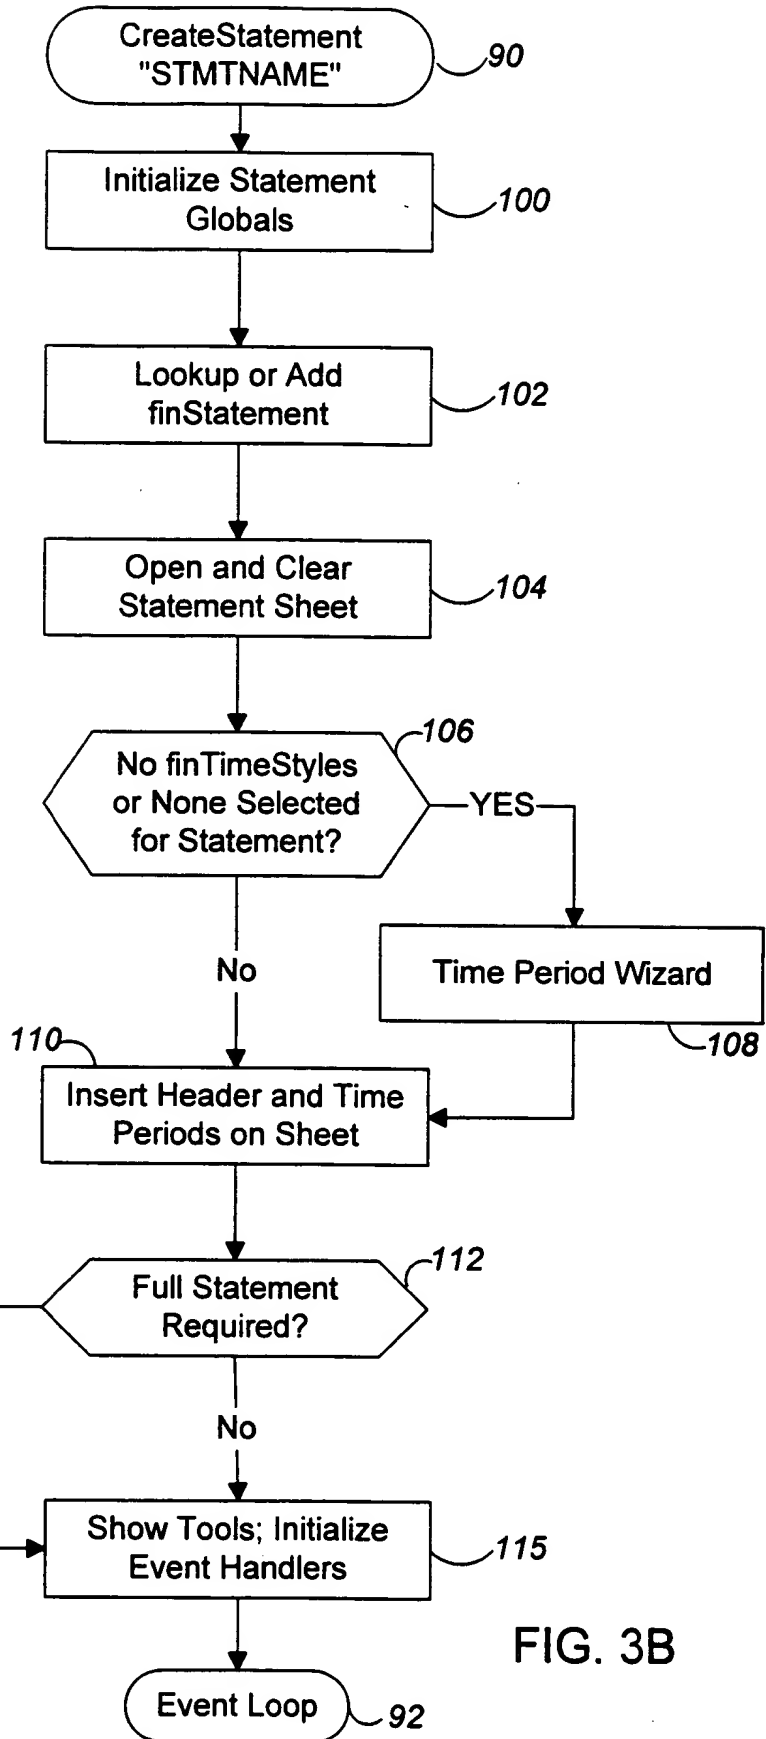 CreateStatement
"STMTNAME"
90
Initialize Statement
Globals
100
Lookup or Add
finStatement
102
Open and Clear
Statement Sheet
104
106
No finTimeStyles
or None Selected
for Statement?
YES
No
Time Period Wizard
108
110
Insert Header and Time
Periods on Sheet
112
Full Statement
Required?
No
Show Tools; Initialize
Event Handlers
115
FIG. 3B
Event Loop
92